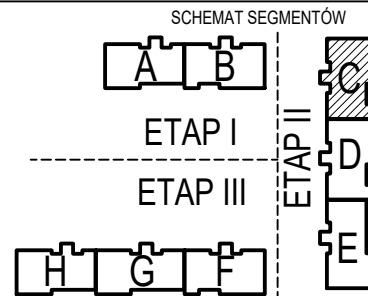 SCHEMAT SEGMENTÓW
A B
C
ETAP I
ETAP II
D
ETAP III
E
H G F